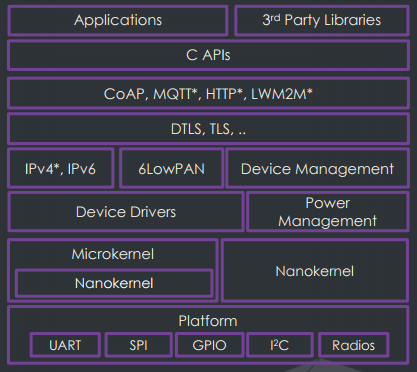 Applications
3rd Party Libraries
C APIs
CoAP, MQTT*, HTTP*, LWM2M*
DTLS, TLS, ..
IPv4*, IPv6
6LowPAN
Device Management
Device Drivers
Power
Management
Microkernel
Nanokernel
Nanokernel
Platform
UART
SPI
GPIO
I²C
Radios